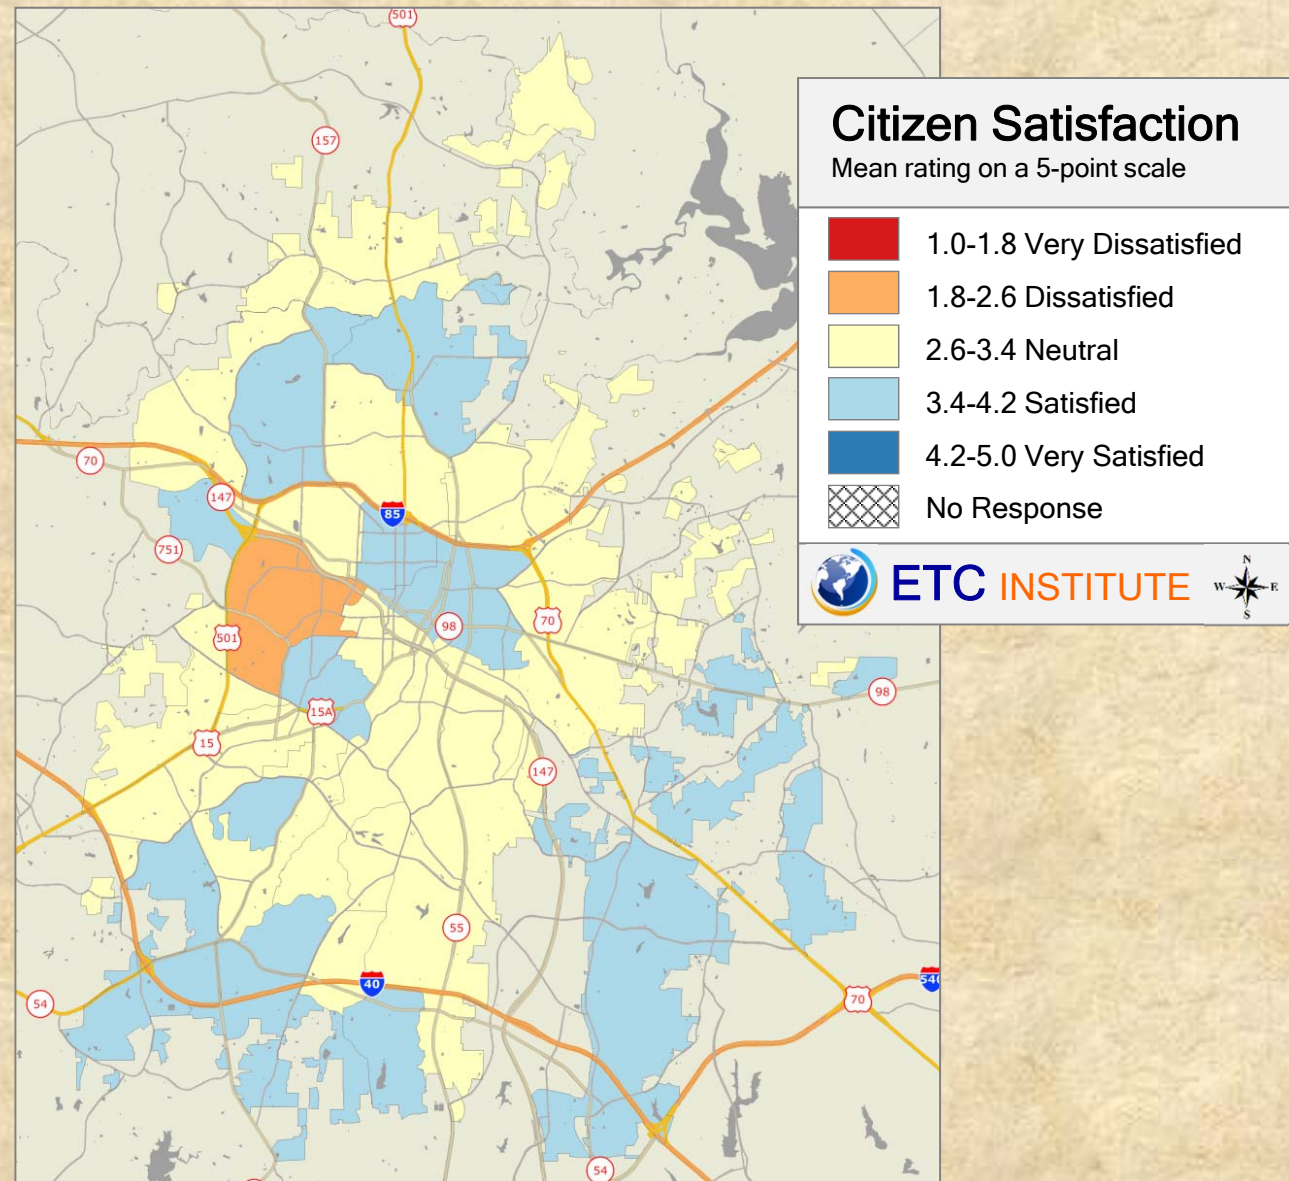 501
157
Citizen Satisfaction
Mean rating on a 5-point scale
1.0-1.8 Very Dissatisfied
1.8-2.6 Dissatisfied
2.6-3.4 Neutral
3.4-4.2 Satisfied
4.2-5.0 Very Satisfied
No Response
ETC INSTITUTE
N
W E
S
70
147
85
751
501
98
70
98
15A
15
147
55
40
54
70
540
54